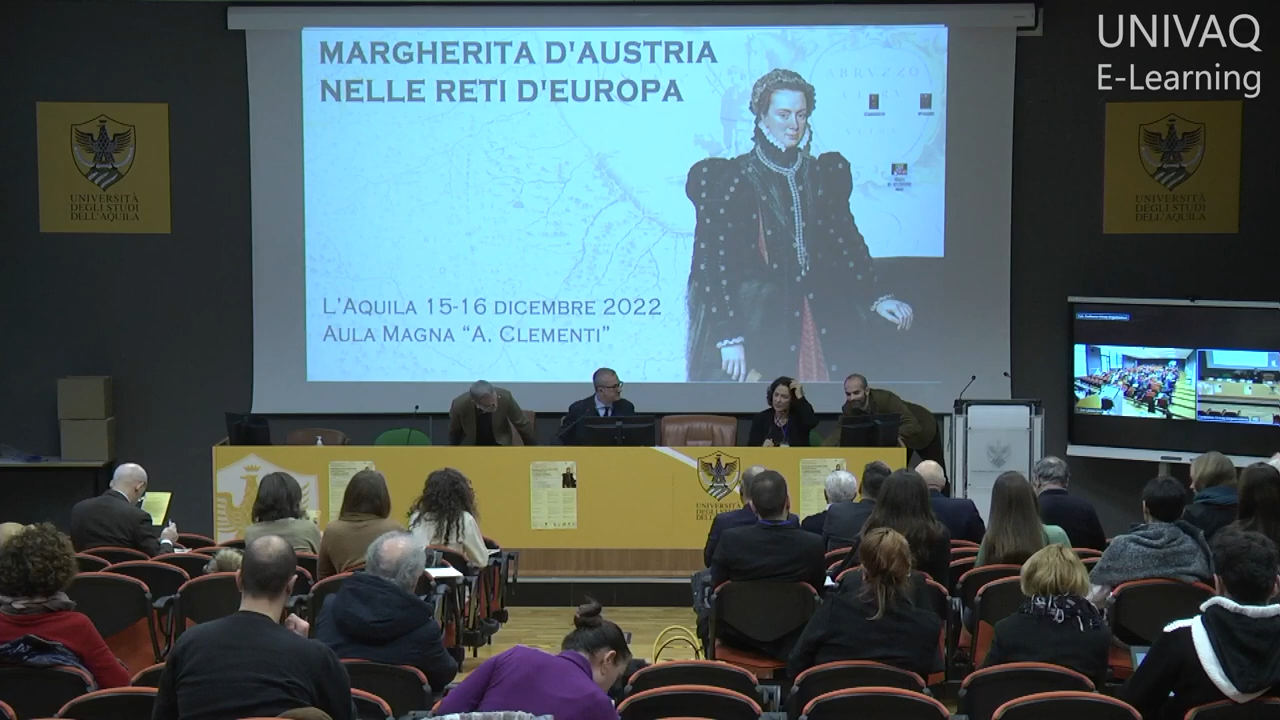 UNIVAQ
E-Learning
MARGHERITA D'AUSTRIA
NELLE RETI D'EUROPA
ABRVZZO
L'AQUILA 15-16 DICEMBRE 2022
AULA MAGNA “A. CLEMENTI”
UNIVERSITÀ
DEGLI STUDI
DELL'AQUILA
UNIVERSITÀ
DEGLI STUDI
DELL'AQUILA